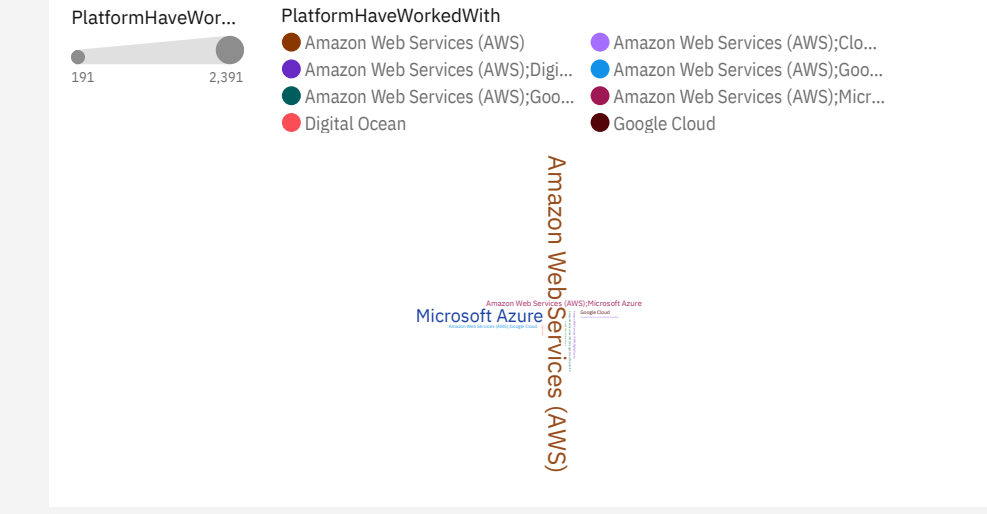 PlatformHaveWor...
191
2,391
PlatformHaveWorkedWith
Amazon Web Services (AWS)
Amazon Web Services (AWS);Clo...
Amazon Web Services (AWS);Digi...
Amazon Web Services (AWS);Goo...
Amazon Web Services (AWS);Goo...
Amazon Web Services (AWS);Micr...
Digital Ocean
Google Cloud
Amazon Web Services (AWS)
Amazon Web Services (AWS);Microsoft Azure
Microsoft Azure
Google Cloud
Amazon Web Services (AWS);Google Cloud